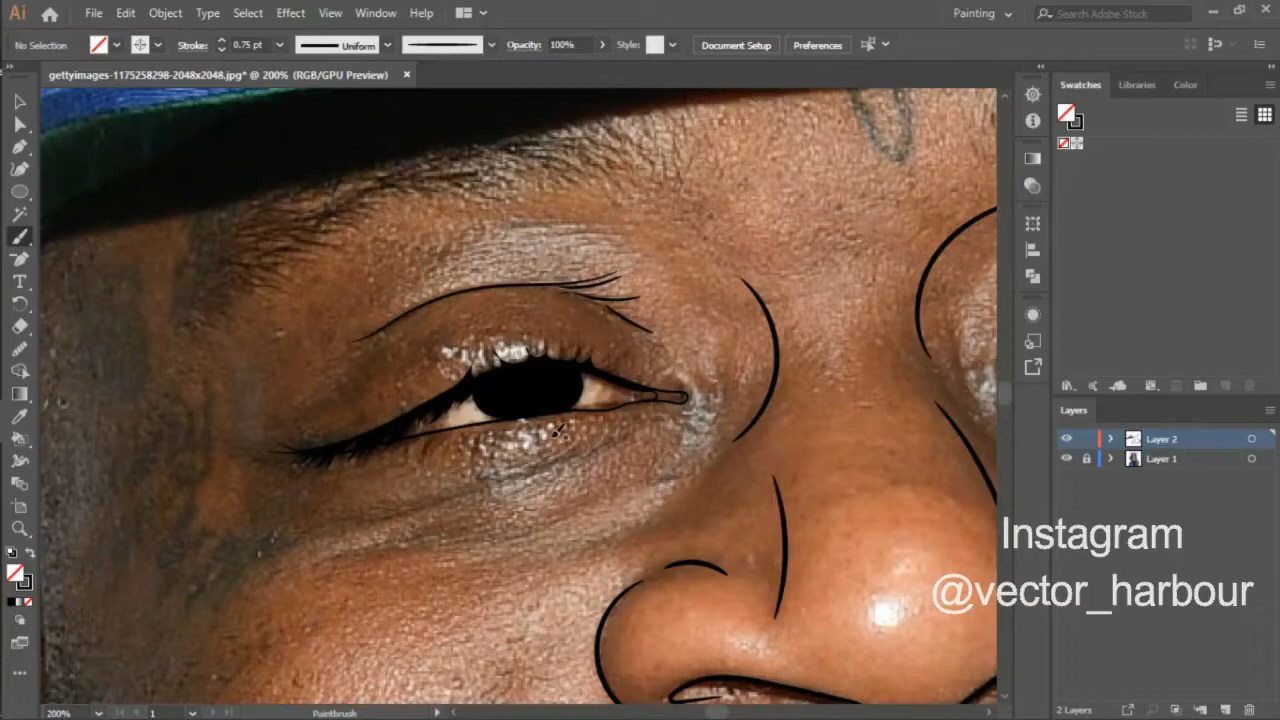 Ai File Edit Object Type Select Effect View Window Help Painting Search Adobe Stock
No Selection Stroke: 0.75 pt Uniform Opacity: 100% Style: Document Setup Preferences
gettyimages-1175258298-2048x2048.jpg* @ 200% (RGB/GPU Preview) ×
Swatches Libraries Color
Layers
Layer 2
Layer 1
Instagram
@vector_harbour
200% 1 Paintbrush 2 Layers